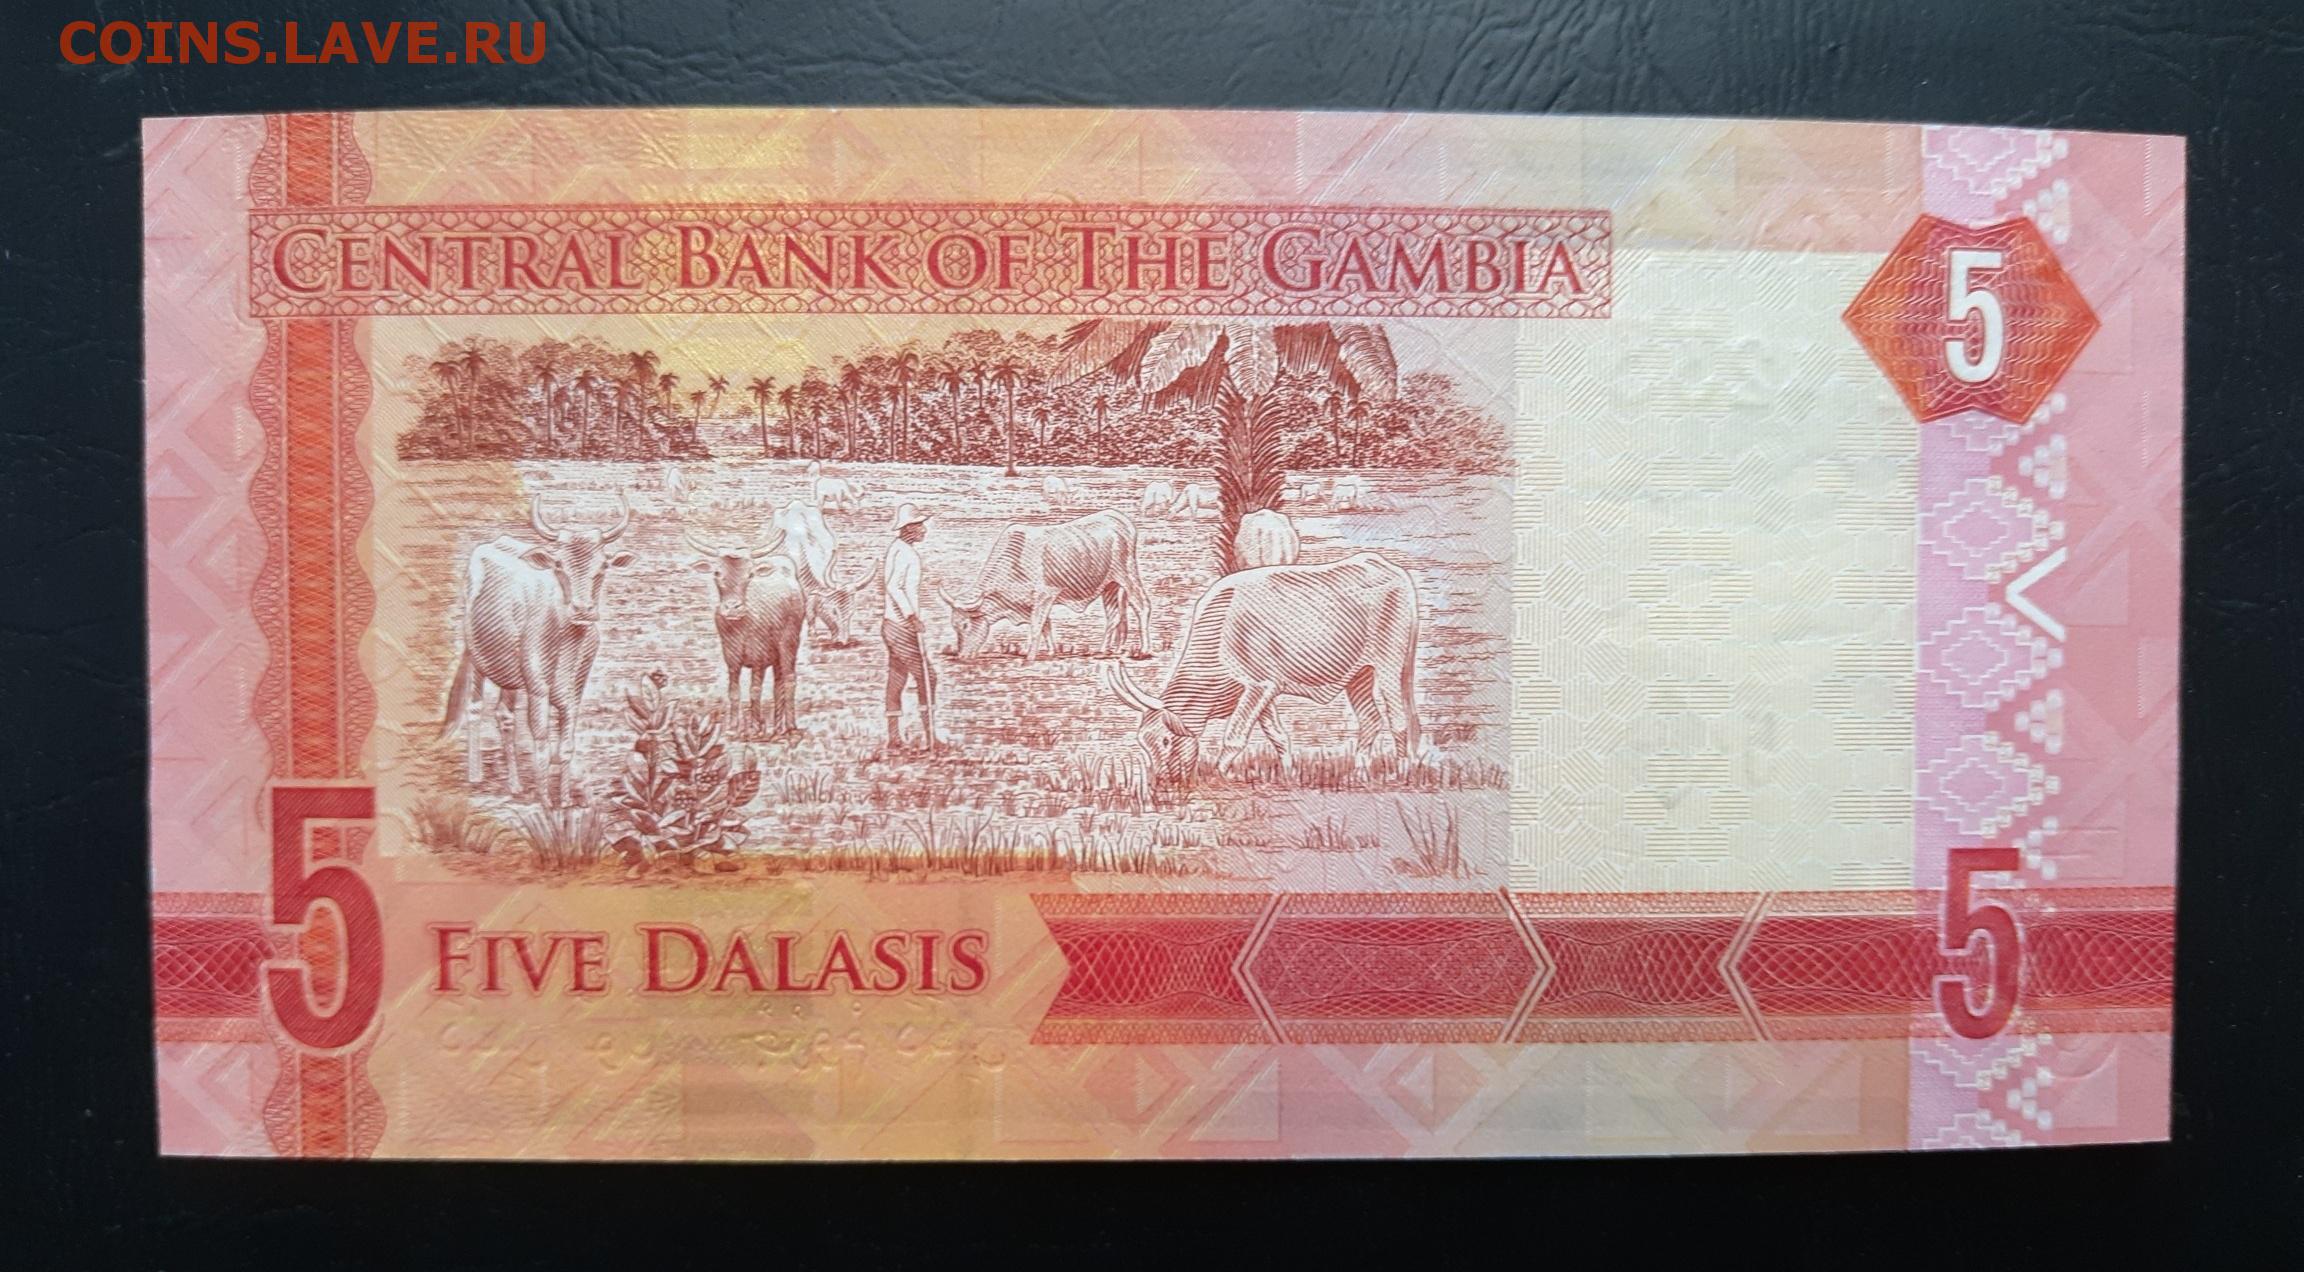 COINS.LAVE.RU
CENTRAL BANK OF THE GAMBIA
5
5
FIVE DALASIS
5